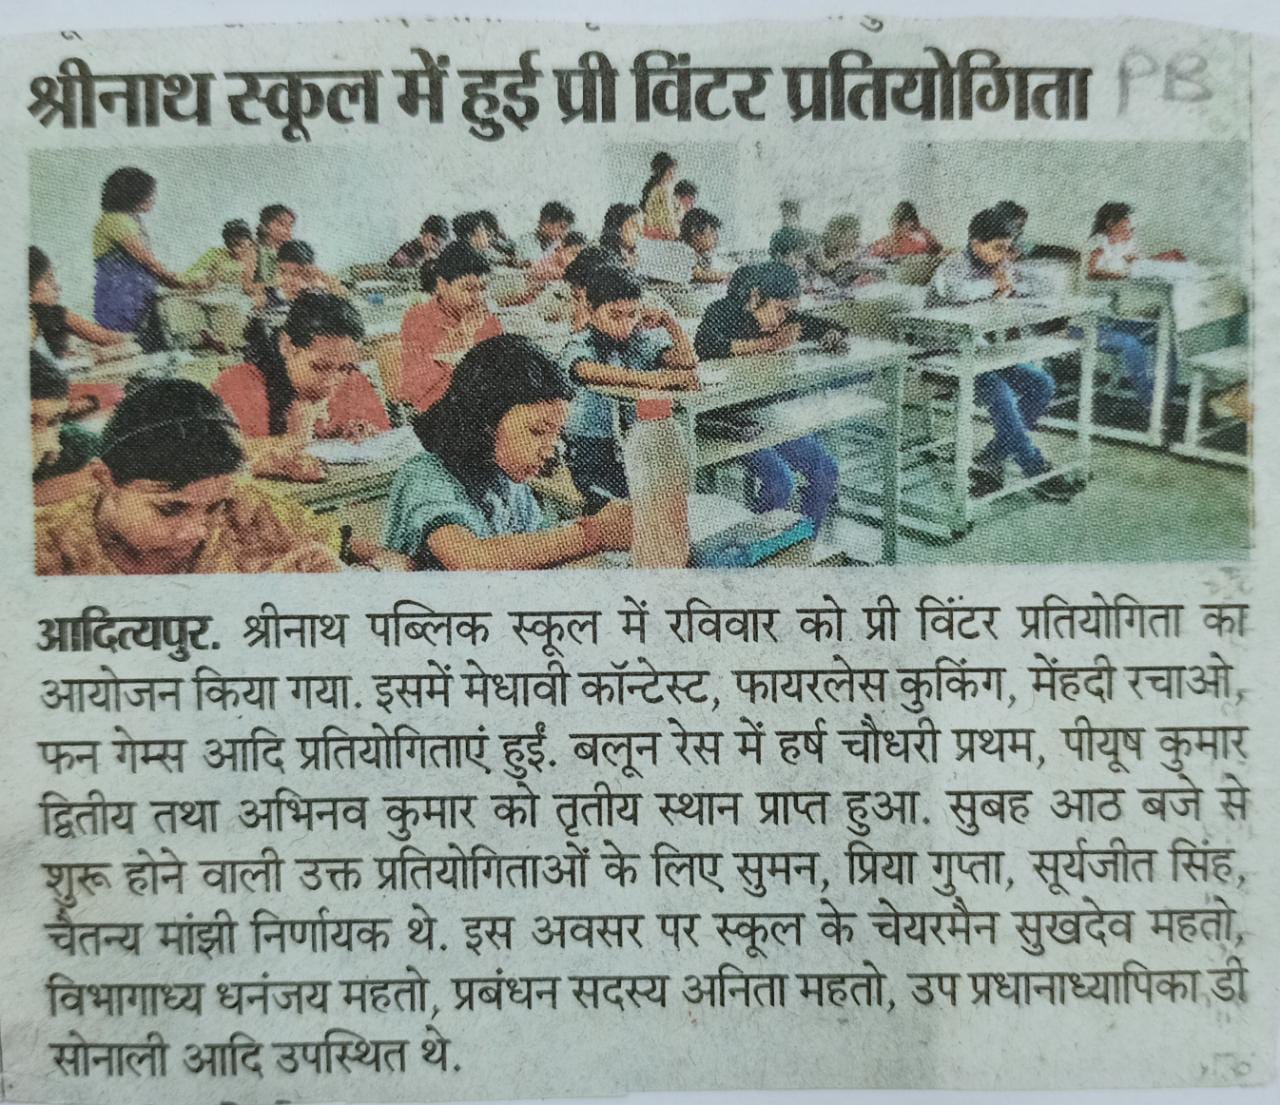 श्रीनाथ स्कूल में हुई प्री विंटर प्रतियोगिता PB
आदित्यपुर. श्रीनाथ पब्लिक स्कूल में रविवार को प्री विंटर प्रतियोगिता का
आयोजन किया गया. इसमें मेधावी कॉन्टेस्ट, फायरलेस कुकिंग, मेंहदी रचाओ,
फन गेम्स आदि प्रतियोगिताएं हुईं. बलून रेस में हर्ष चौधरी प्रथम, पीयूष कुमार
द्वितीय तथा अभिनव कुमार को तृतीय स्थान प्राप्त हुआ. सुबह आठ बजे से
शुरू होने वाली उक्त प्रतियोगिताओं के लिए सुमन, प्रिया गुप्ता, सूर्यजीत सिंह,
चैतन्य मांझी निर्णायक थे. इस अवसर पर स्कूल के चेयरमैन सुखदेव महतो,
विभागाध्य धनंजय महतो, प्रबंधन सदस्य अनिता महतो, उप प्रधानाध्यापिका डी
सोनाली आदि उपस्थित थे.